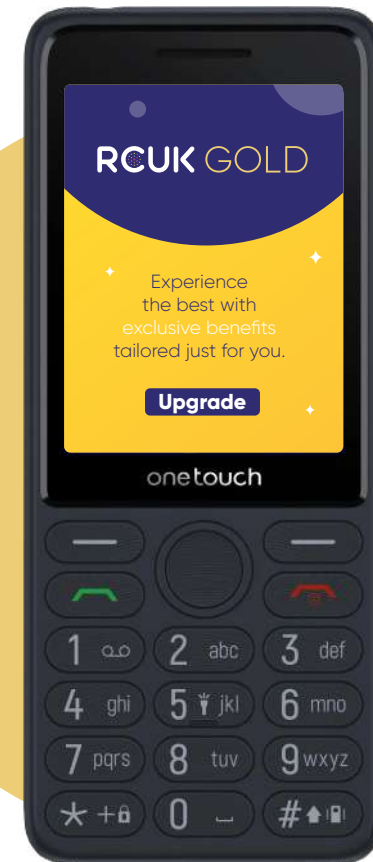 RCUK GOLD
Experience
the best with
exclusive benefits
tailored just for you.
Upgrade
onetouch
1 2 abc 3 def
4 ghi 5 jkl 6 mno
7 pqrs 8 tuv 9 wxyz
* + 0 #